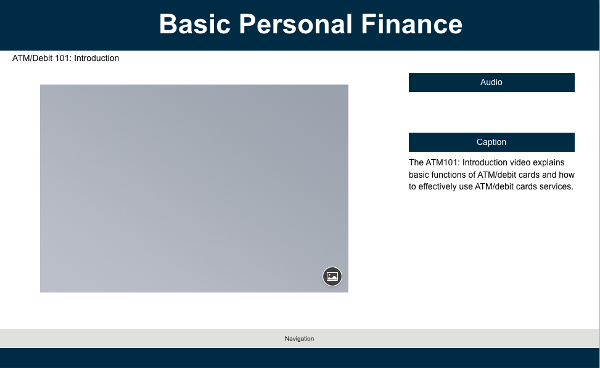 Basic Personal Finance
ATM/Debit 101: Introduction
Audio
Caption
The ATM101: Introduction video explains
basic functions of ATM/debit cards and how
to effectively use ATM/debit cards services.
Navigation